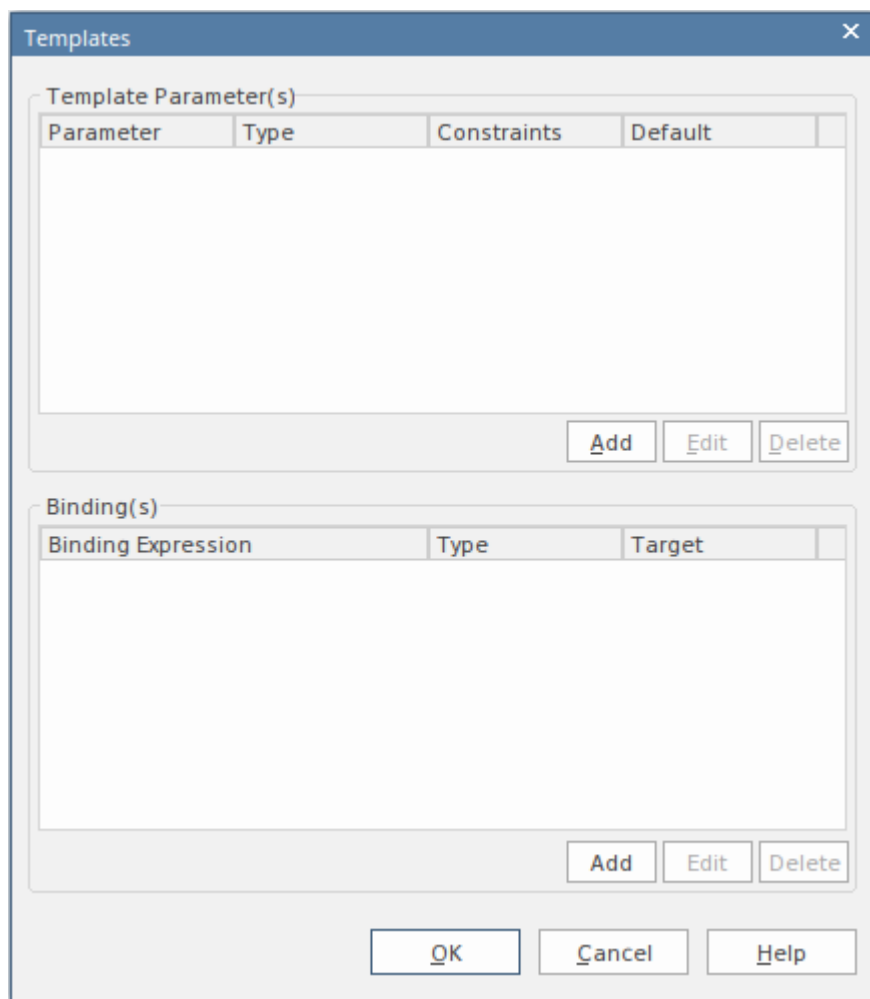 Templates
Template Parameter(s)
Parameter Type Constraints Default
Add Edit Delete
Binding(s)
Binding Expression Type Target
Add Edit Delete
OK Cancel Help